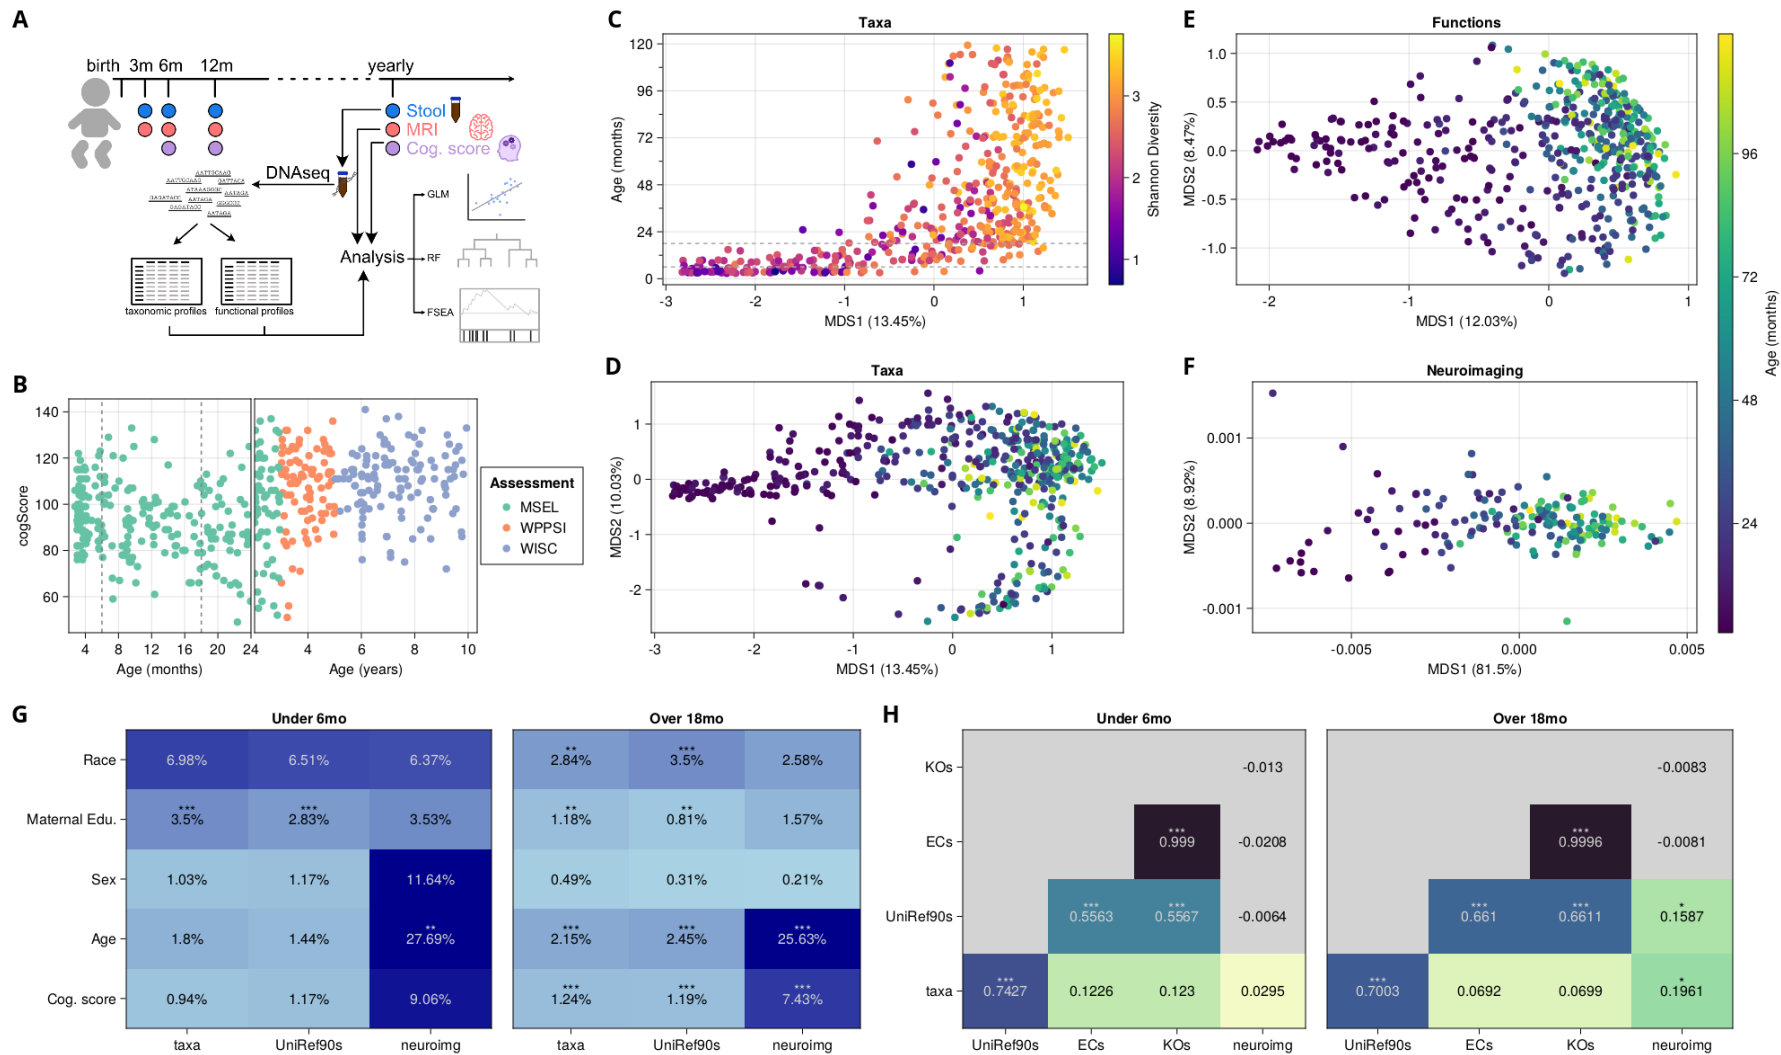 A
birth 3m 6m 12m yearly
Stool
MRI
Cog. score
DNAseq
AATTGCAAG
AATTGCAAG GATTACA
ATAAAGGGC
GAGATACC AATAGA AATAGA
GGGCCC
GAGATACC
AATAGA
GLM
Analysis
RF
FSEA
taxonomic profiles functional profiles
B
cogScore
140
120
100
80
60
4 8 12 16 20 24
4 6 8 10
Age (months)
Age (years)
Assessment
MSEL
WPPSI
WISC
C
Taxa
Age (months)
120
96
72
48
24
0
-3 -2 -1 0 1
MDS1 (13.45%)
3
2
1
Shannon Diversity
D
Taxa
MDS2 (10.03%)
1
0
-1
-2
-3 -2 -1 0 1
MDS1 (13.45%)
E
Functions
MDS2 (8.47%)
1.0
0.5
0.0
-0.5
-1.0
-2 -1 0 1
MDS1 (12.03%)
F
Neuroimaging
MDS2 (8.92%)
0.001
0.000
-0.001
-0.005 0.000 0.005
MDS1 (81.5%)
96
72
48
24
Age (months)
G
Under 6mo
Over 18mo
** ***
Race 6.98% 6.51% 6.37% 2.84% 3.5% 2.58%
*** *** ** **
Maternal Edu. 3.5% 2.83% 3.53% 1.18% 0.81% 1.57%
Sex 1.03% 1.17% 11.64% 0.49% 0.31% 0.21%
** *** *** ***
Age 1.8% 1.44% 27.69% 2.15% 2.45% 25.63%
*** *** ***
Cog. score 0.94% 1.17% 9.06% 1.24% 1.19% 7.43%
taxa UniRef90s neuroimg taxa UniRef90s neuroimg
H
Under 6mo
Over 18mo
KOs -0.013 -0.0083
*** ***
ECs 0.999 -0.0208 0.9996 -0.0081
*** *** *** *** *
UniRef90s 0.5563 0.5567 -0.0064 0.661 0.6611 0.1587
*** *** *
taxa 0.7427 0.1226 0.123 0.0295 0.7003 0.0692 0.0699 0.1961
UniRef90s ECs KOs neuroimg UniRef90s ECs KOs neuroimg